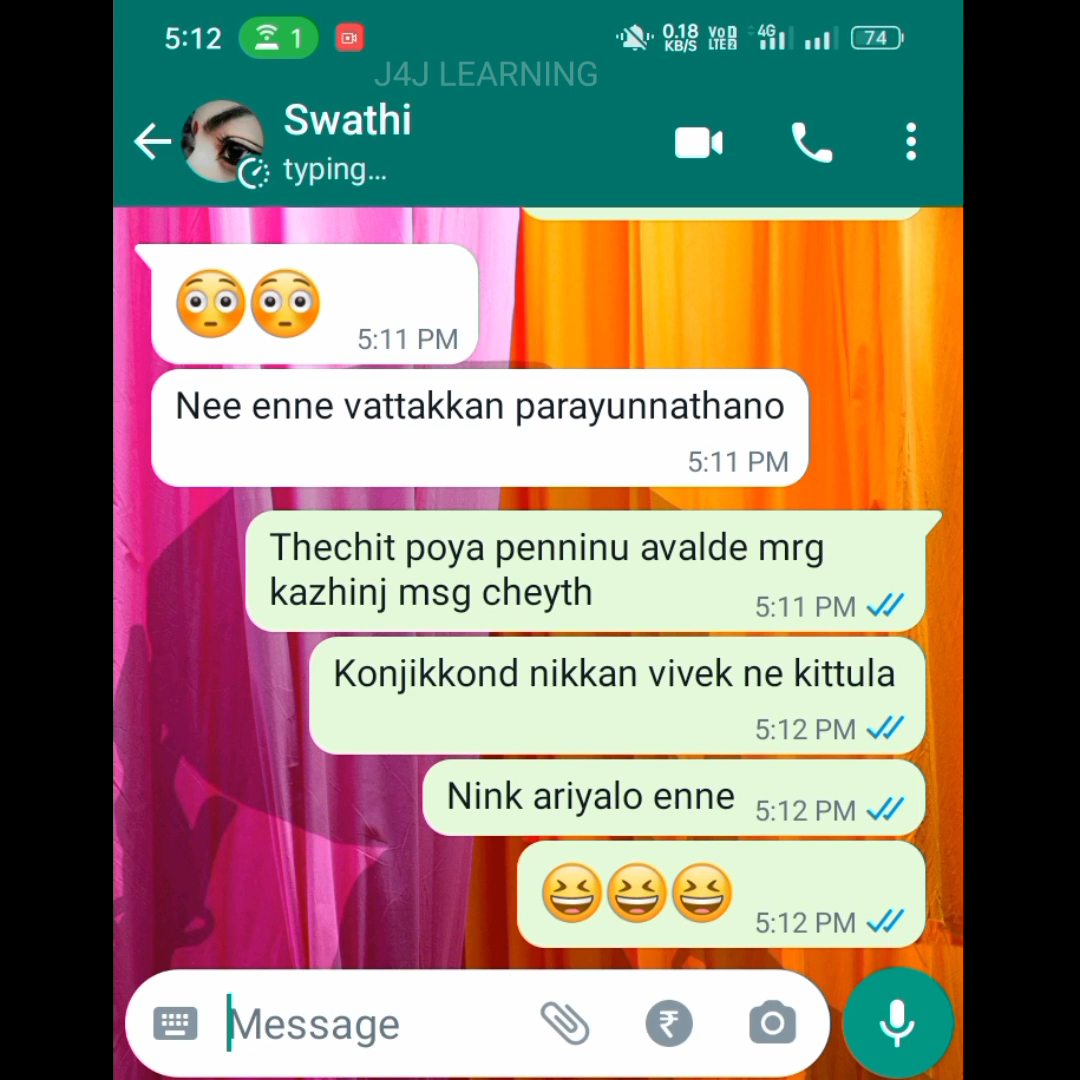 5:12 1 0.18 KB/S Vo LTE2 4G 74
J4J LEARNING
Swathi
typing...
😳😳 5:11 PM
Nee enne vattakkan parayunnathano
5:11 PM
Thechit poya penninu avalde mrg
kazhinj msg cheyth 5:11 PM
Konjikkond nikkan vivek ne kittula
5:12 PM
Nink ariyalo enne 5:12 PM
😆😆😆 5:12 PM
Message